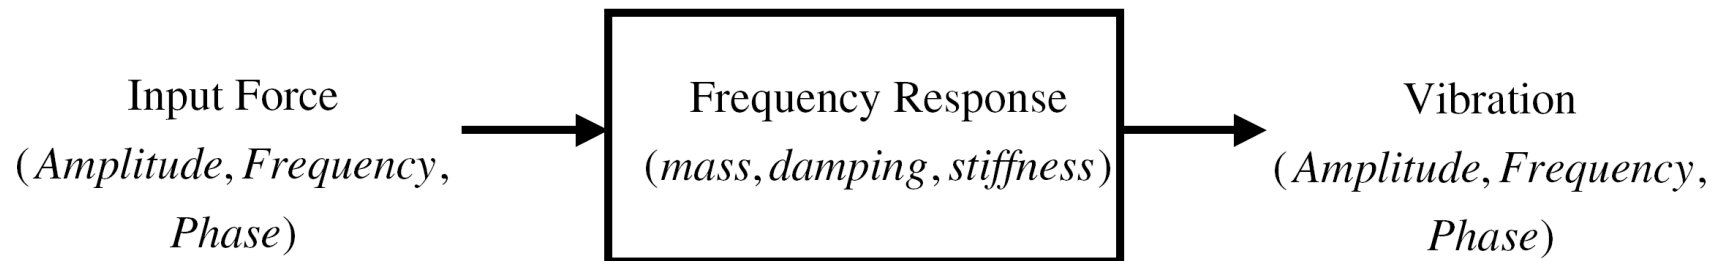 Input Force
(Amplitude, Frequency,
Phase)
Frequency Response
(mass, damping, stiffness)
Vibration
(Amplitude, Frequency,
Phase)